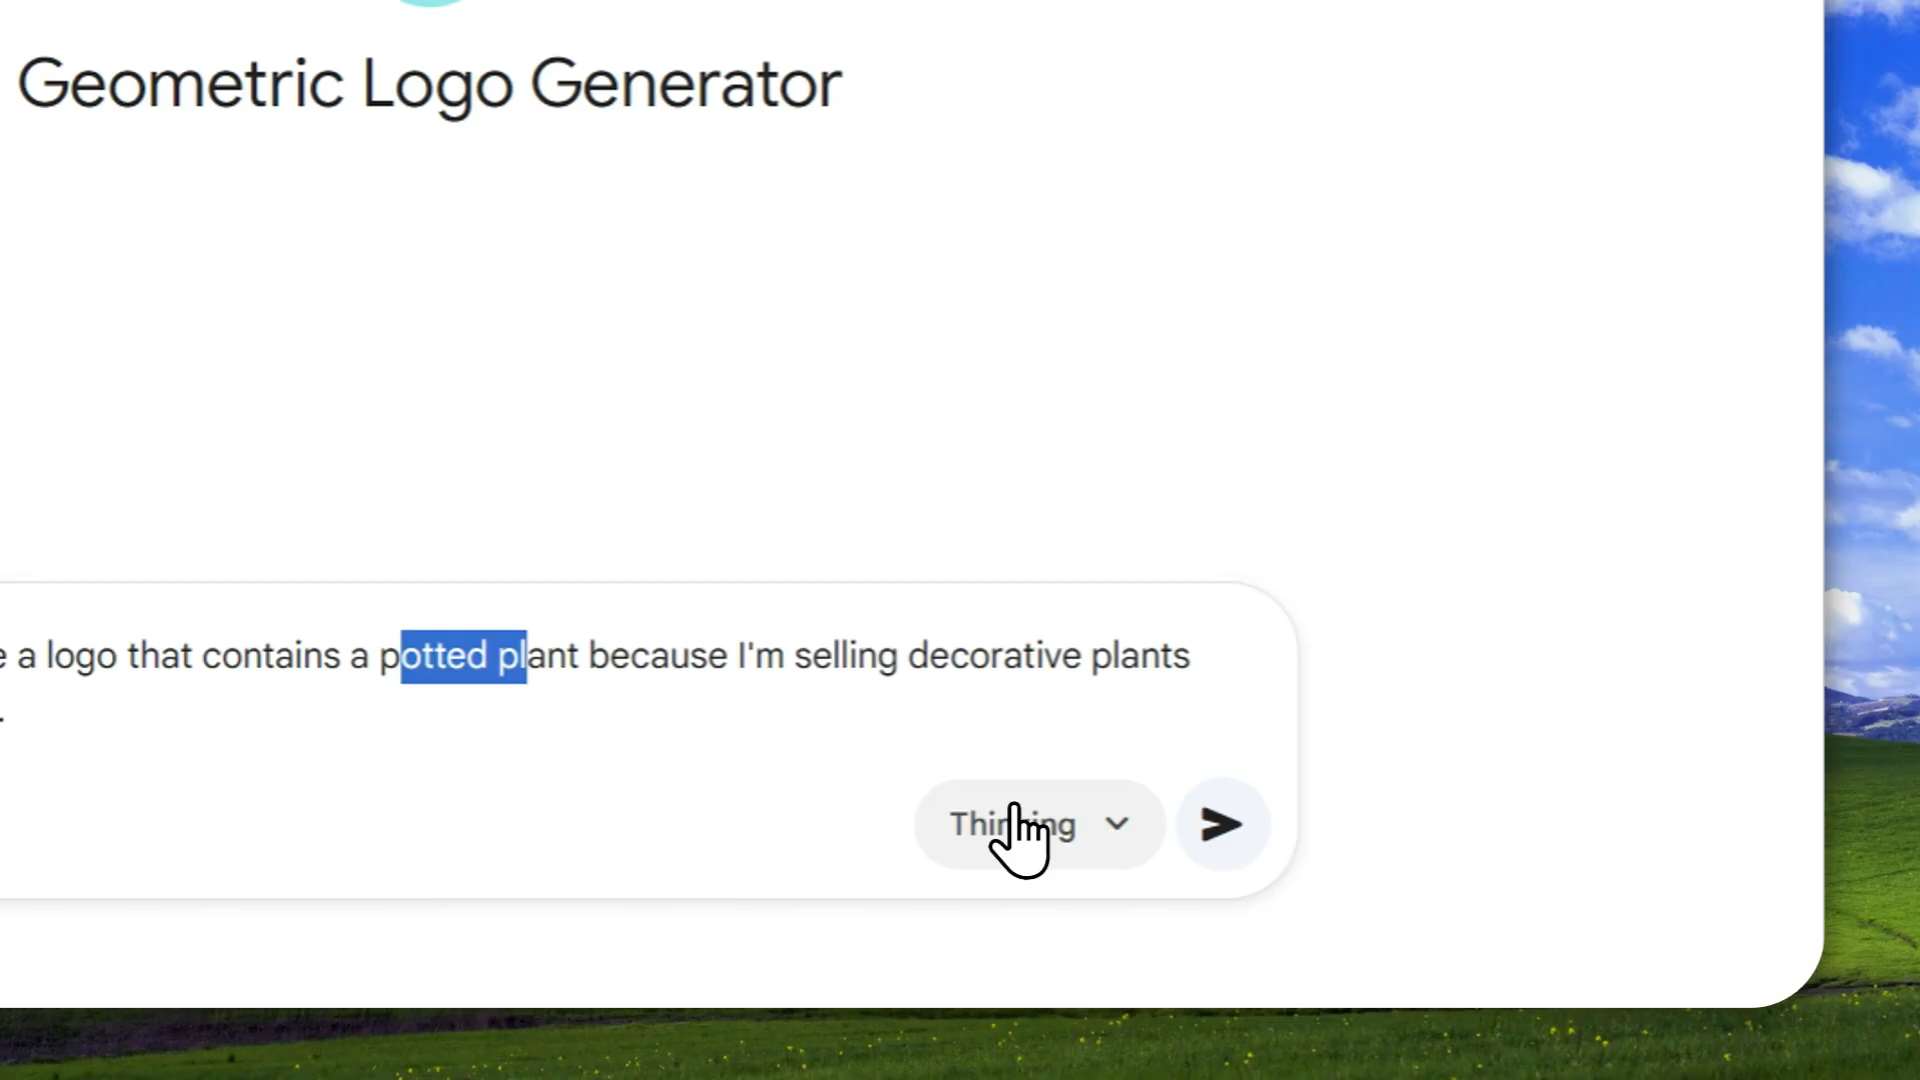 Geometric Logo Generator
e a logo that contains a potted plant because I'm selling decorative plants
.
Thinking